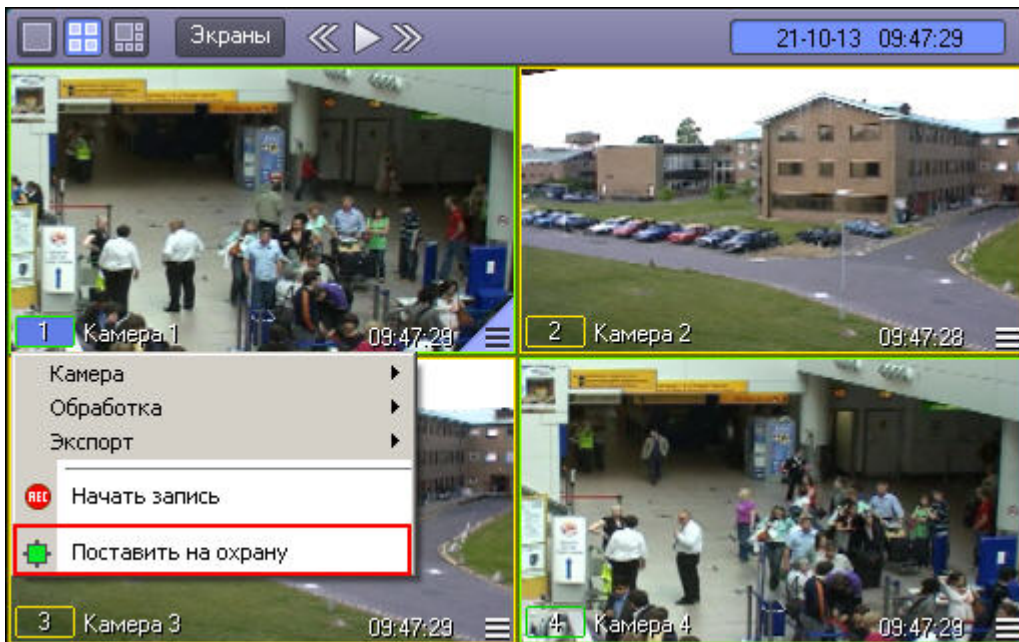 Экраны
21-10-13 09:47:29
1 Камера 1 09:47:29
2 Камера 2 09:47:28
Камера
Обработка
Экспорт
REC Начать запись
Поставить на охрану
3 Камера 3 09:47:29
4 Камера 4 09:47:29